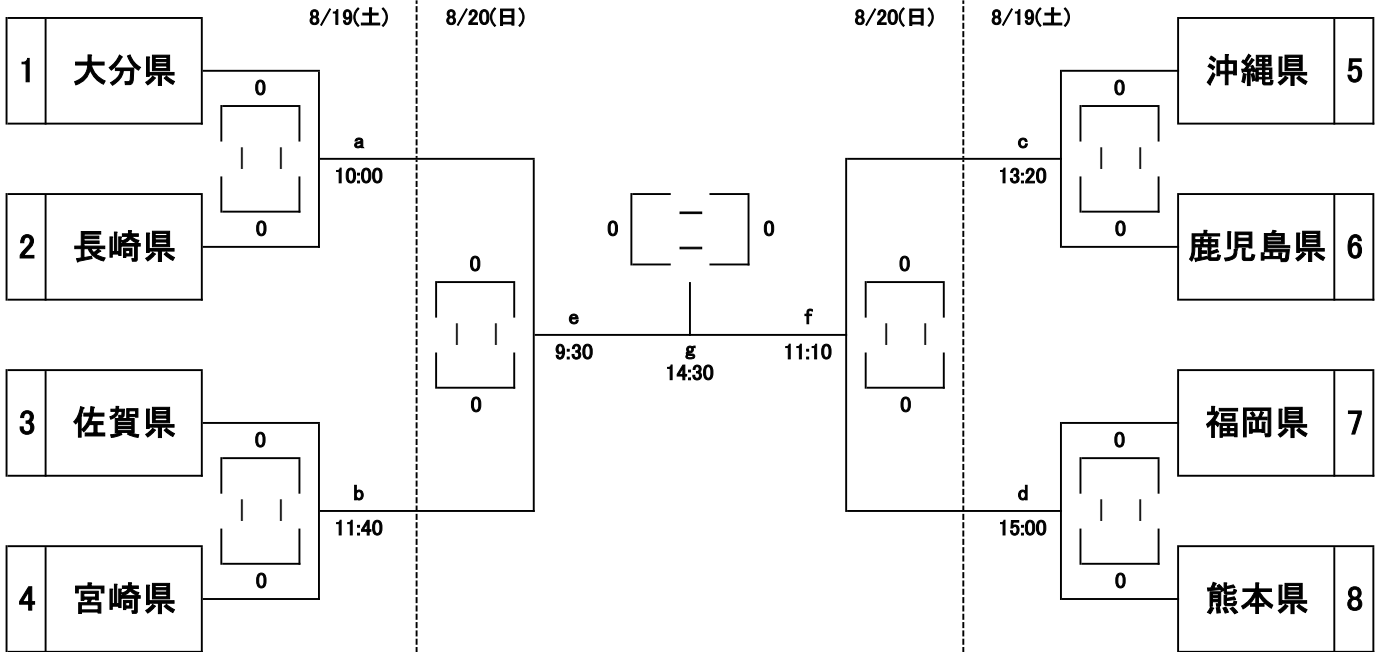 8/19(土) 8/20(日) 8/20(日) 8/19(土)
1 大分県
0
0
2 長崎県
a
10:00
3 佐賀県
0
0
4 宮崎県
b
11:40
0
0
e
9:30
0 0
g
14:30
f
11:10
0
0
c
13:20
沖縄県 5
0
0
鹿児島県 6
d
15:00
福岡県 7
0
0
熊本県 8